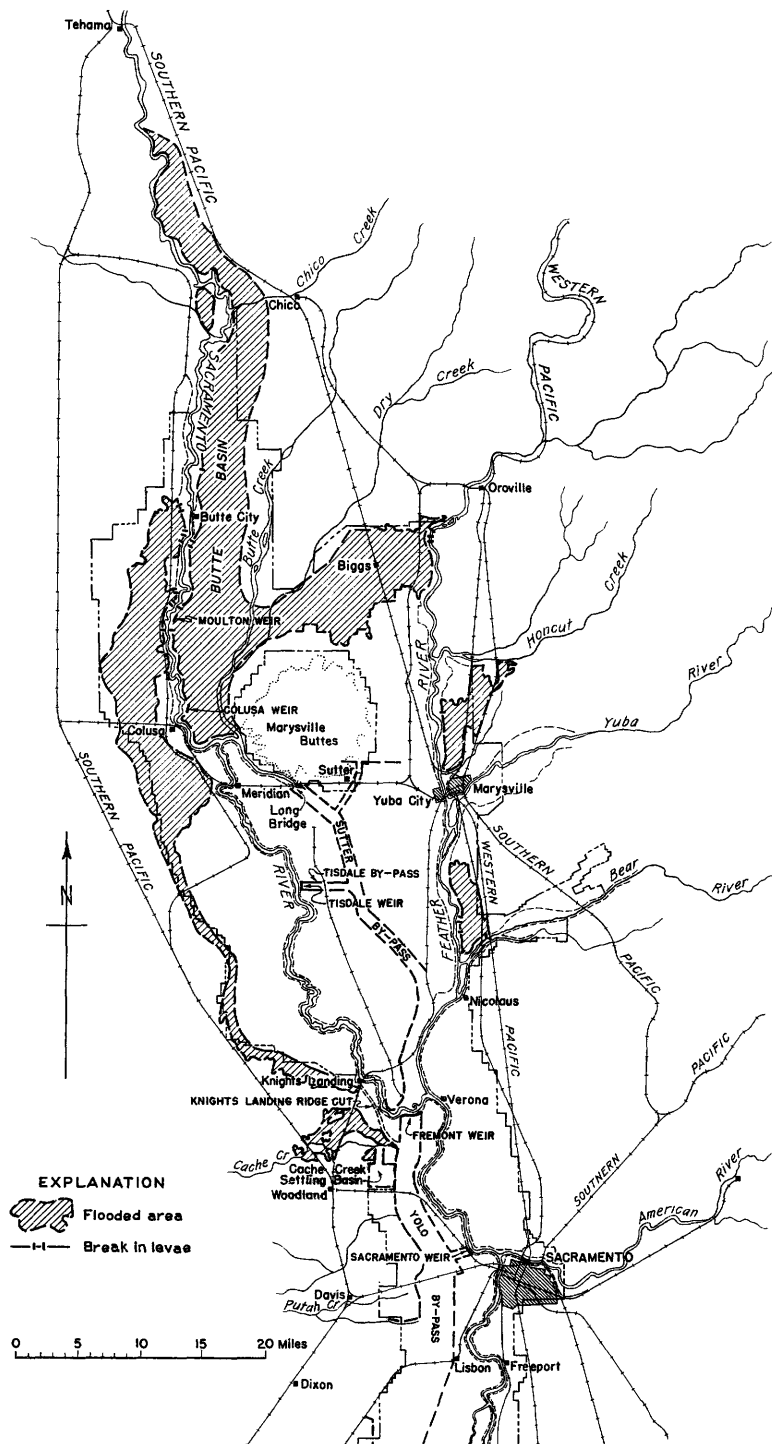 Tehama
SOUTHERN PACIFIC
Chico Creek
Chico
WESTERN PACIFIC
SACRAMENTO
BUTTE BASIN
Butte Creek
Dry Creek
Oroville
Butte City
Biggs
MOULTON WEIR
Honcut Creek
RIVER
Yuba River
COLUSA WEIR
Colusa
Marysville
Buttes
Sutter
Meridian
Long
Bridge
Yuba City
Marysville
SOUTHERN PACIFIC
SUTTER BY-PASS
TISDALE BY-PASS
TISDALE WEIR
RIVER
FEATHER
WESTERN PACIFIC
SOUTHERN PACIFIC
Bear River
N
Nicolaus
Knights Landing
KNIGHTS LANDING RIDGE CUT
Verona
FREMONT WEIR
PACIFIC
SOUTHERN
Cache Cr
Cache Creek
Settling Basin
Woodland
EXPLANATION
Flooded area
Break in levae
YOLO BY-PASS
American River
SACRAMENTO WEIR
SACRAMENTO
Davis
Putah Cr
0 5 10 15 20 Miles
Lisbon
Freeport
Dixon